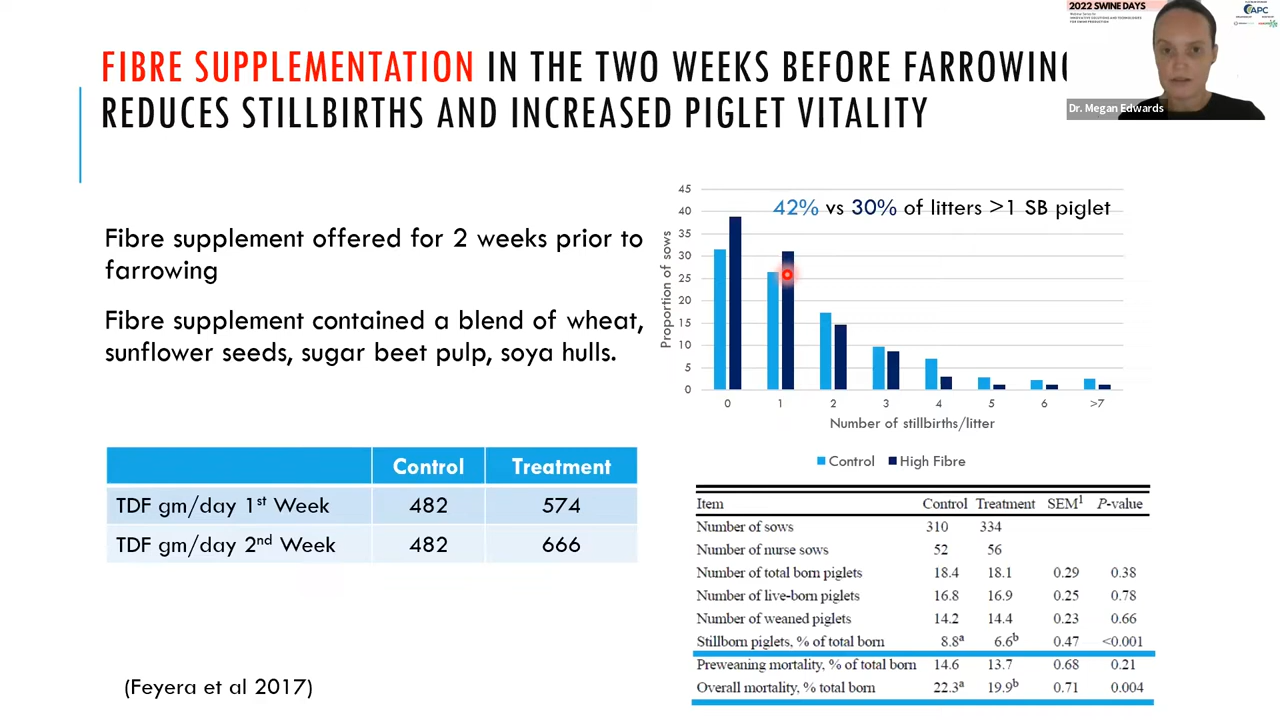 2022 SWINE DAYS
APC
Dr. Megan Edwards
FIBRE SUPPLEMENTATION IN THE TWO WEEKS BEFORE FARROWING
REDUCES STILLBIRTHS AND INCREASED PIGLET VITALITY
Fibre supplement offered for 2 weeks prior to
farrowing
Fibre supplement contained a blend of wheat,
sunflower seeds, sugar beet pulp, soya hulls.
Control Treatment
TDF gm/day 1st Week 482 574
TDF gm/day 2nd Week 482 666
(Feyera et al 2017)
42% vs 30% of litters >1 SB piglet
Proportion of sows
45
40
35
30
25
20
15
10
5
0
0 1 2 3 4 5 6 >7
Number of stillbirths/litter
Control High Fibre
Item Control Treatment SEM1 P-value
Number of sows 310 334
Number of nurse sows 52 56
Number of total born piglets 18.4 18.1 0.29 0.38
Number of live-born piglets 16.8 16.9 0.25 0.78
Number of weaned piglets 14.2 14.4 0.23 0.66
Stillborn piglets, % of total born 8.8a 6.6b 0.47 <0.001
Preweaning mortality, % of total born 14.6 13.7 0.68 0.21
Overall mortality, % total born 22.3a 19.9b 0.71 0.004